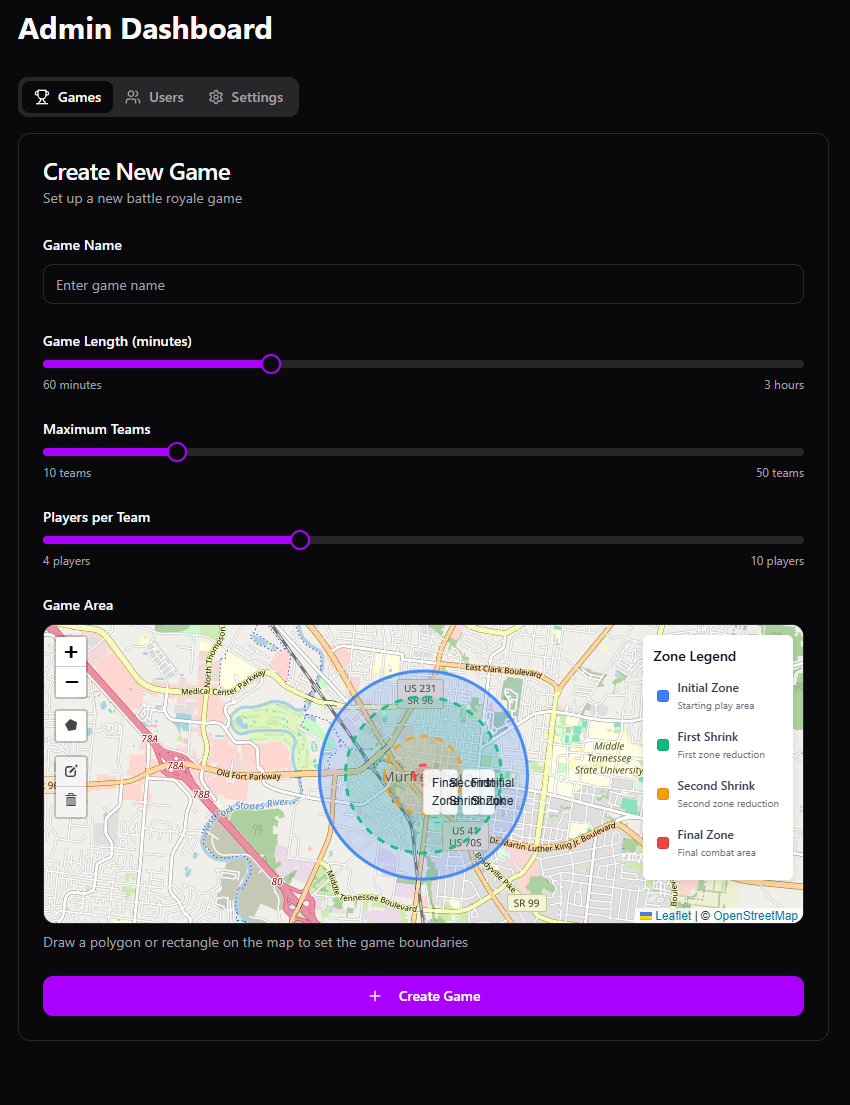 Admin Dashboard
Games
Users
Settings
Create New Game
Set up a new battle royale game
Game Name
Enter game name
Game Length (minutes)
60 minutes
3 hours
Maximum Teams
10 teams
50 teams
Players per Team
4 players
10 players
Game Area
+
−
North Thompson
Medical Center Parkway
78A
78A
78B
Old Fort Parkway
West Fork Stones River
80
Middle Tennessee Boulevard
US 231
SR 96
East Clark Boulevard
Final
Zone
Second
Shrink
First
Shrink
Initial
Zone
US 41
US 70S
Dr. Martin Luther King Jr. Boulevard
Bradyville Pike
SR 99
Middle
Tennessee
State University
Zone Legend
Initial Zone
Starting play area
First Shrink
First zone reduction
Second Shrink
Second zone reduction
Final Zone
Final combat area
Leaflet | © OpenStreetMap
Draw a polygon or rectangle on the map to set the game boundaries
+ Create Game